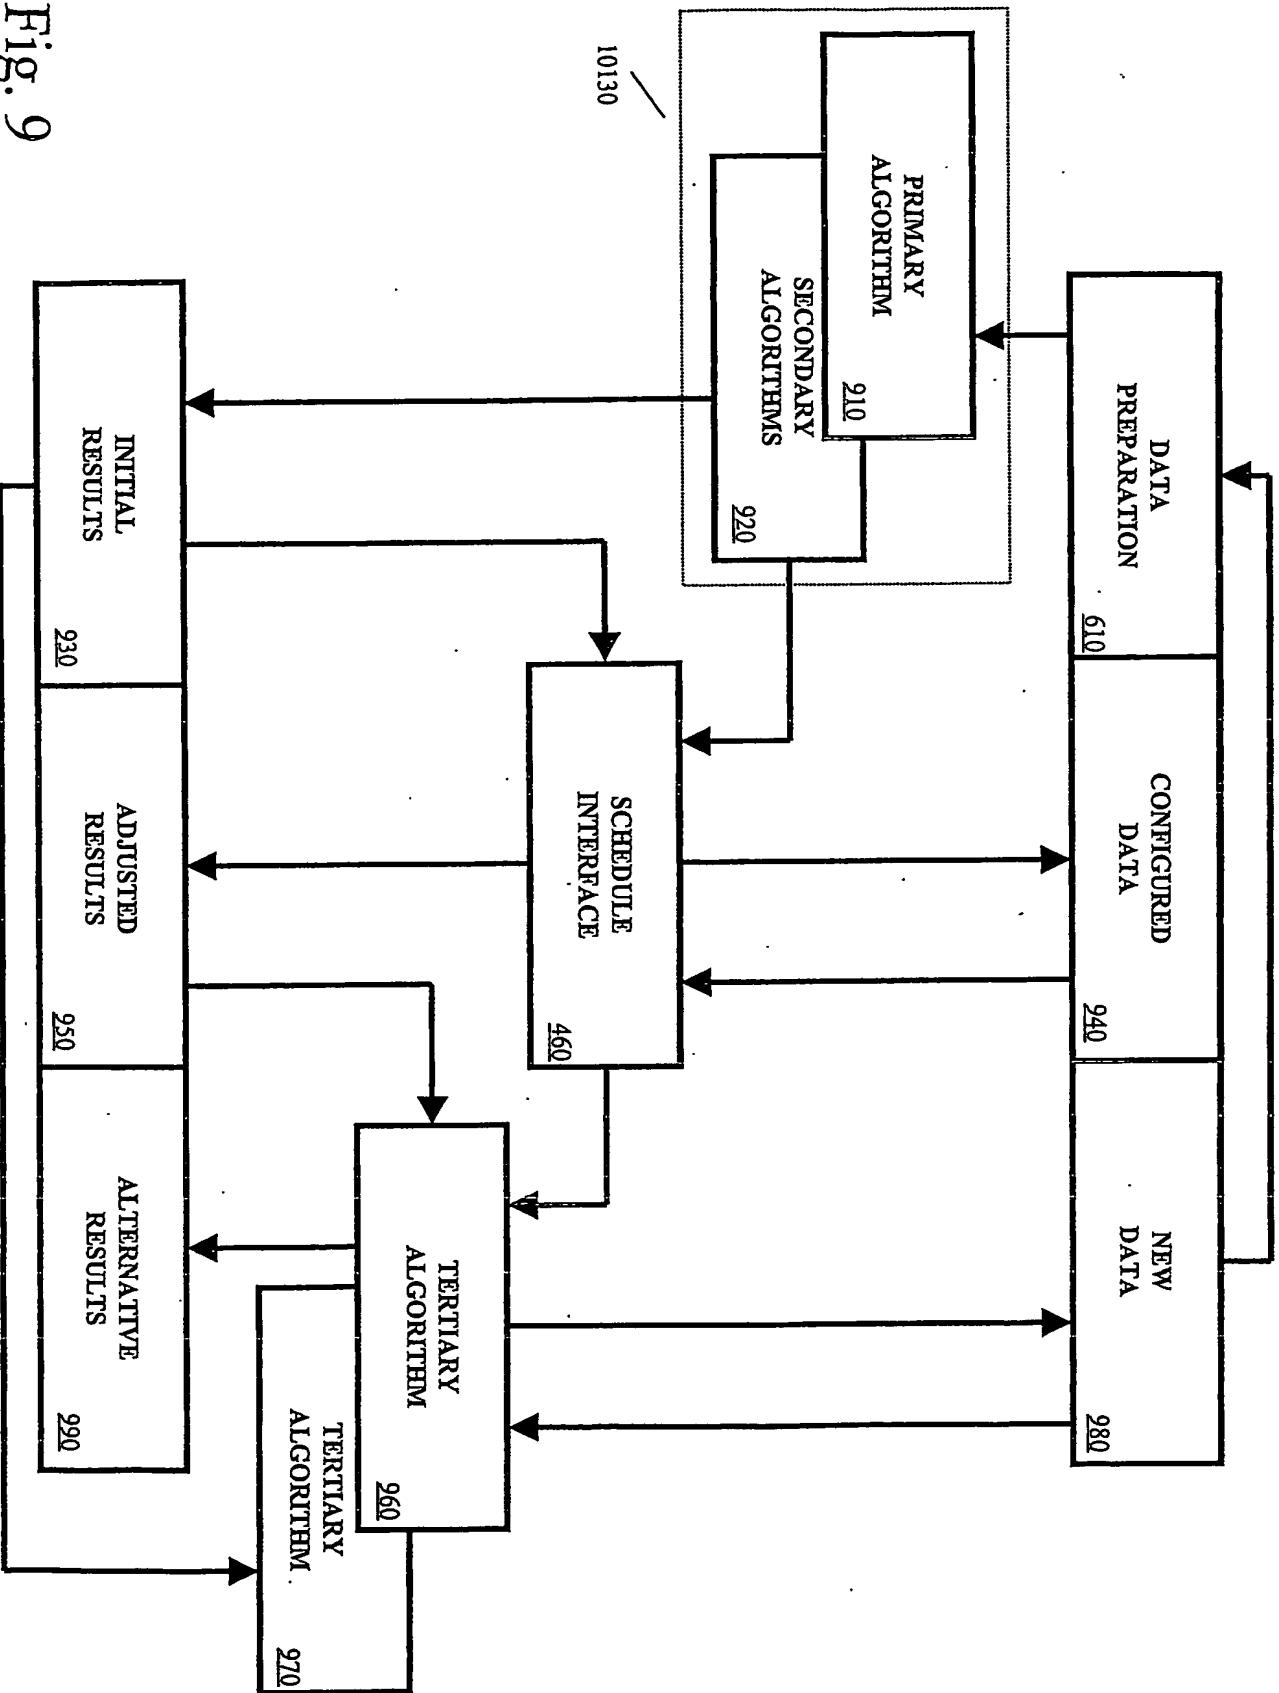 DATA
PREPARATION
610
CONFIGURED
DATA
940
NEW
DATA
980
PRIMARY
ALGORITHM
910
SECONDARY
ALGORITHMS
920
10130
SCHEDULE
INTERFACE
460
TERTIARY
ALGORITHM
960
TERTIARY
ALGORITHM
970
INITIAL
RESULTS
930
ADJUSTED
RESULTS
950
ALTERNATIVE
RESULTS
990
Fig. 9